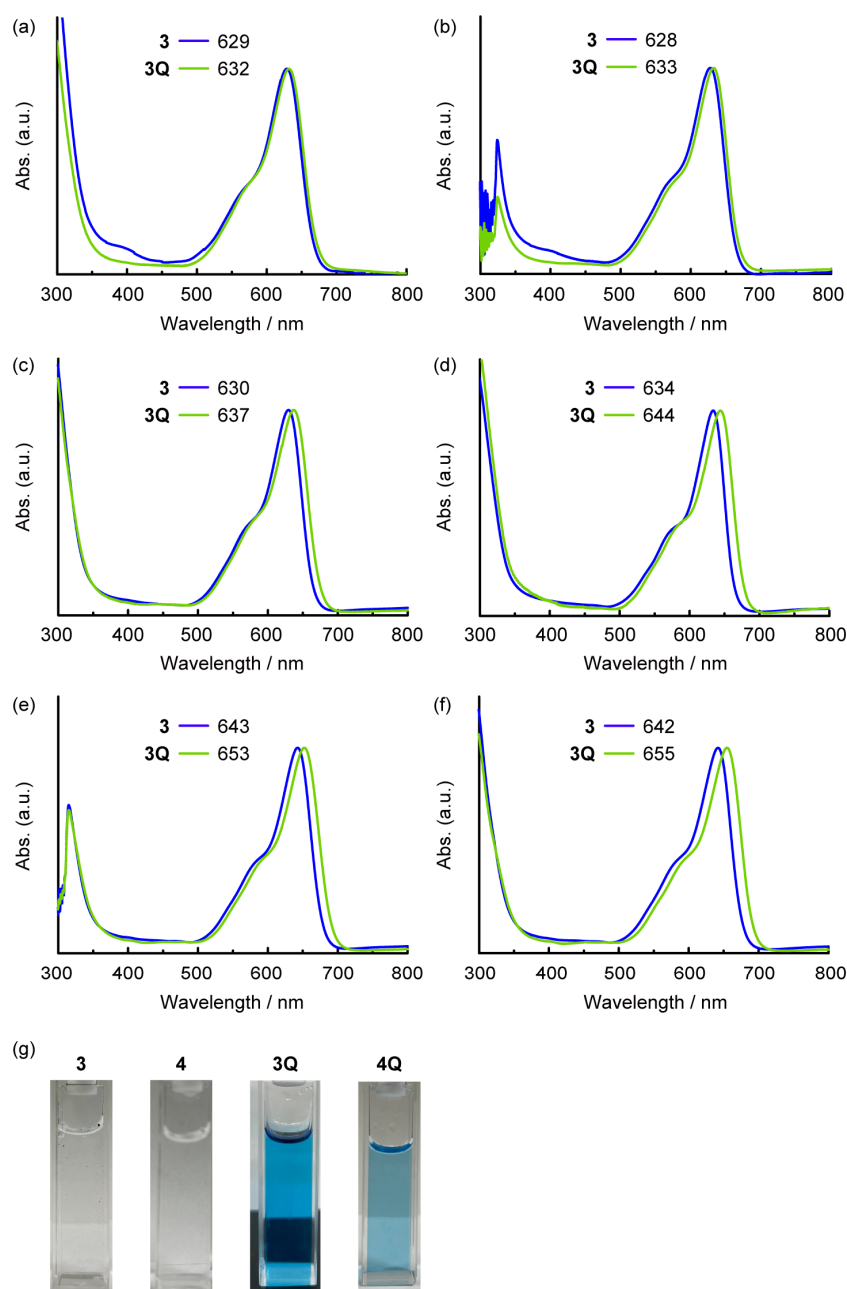 (a)
3 629
3Q 632
Abs. (a.u.)
300 400 500 600 700 800
Wavelength / nm
(b)
3 628
3Q 633
Abs. (a.u.)
300 400 500 600 700 800
Wavelength / nm
(c)
3 630
3Q 637
Abs. (a.u.)
300 400 500 600 700 800
Wavelength / nm
(d)
3 634
3Q 644
Abs. (a.u.)
300 400 500 600 700 800
Wavelength / nm
(e)
3 643
3Q 653
Abs. (a.u.)
300 400 500 600 700 800
Wavelength / nm
(f)
3 642
3Q 655
Abs. (a.u.)
300 400 500 600 700 800
Wavelength / nm
(g)
3 4 3Q 4Q